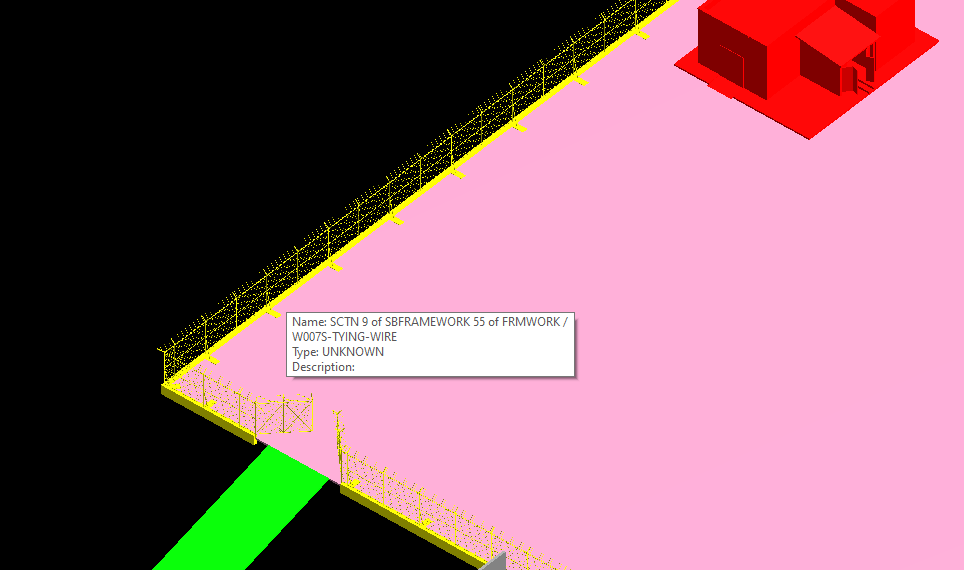 Name: SCTN 9 of SBFRAMEWORK 55 of FRMWORK /
W007S-TYING-WIRE
Type: UNKNOWN
Description: